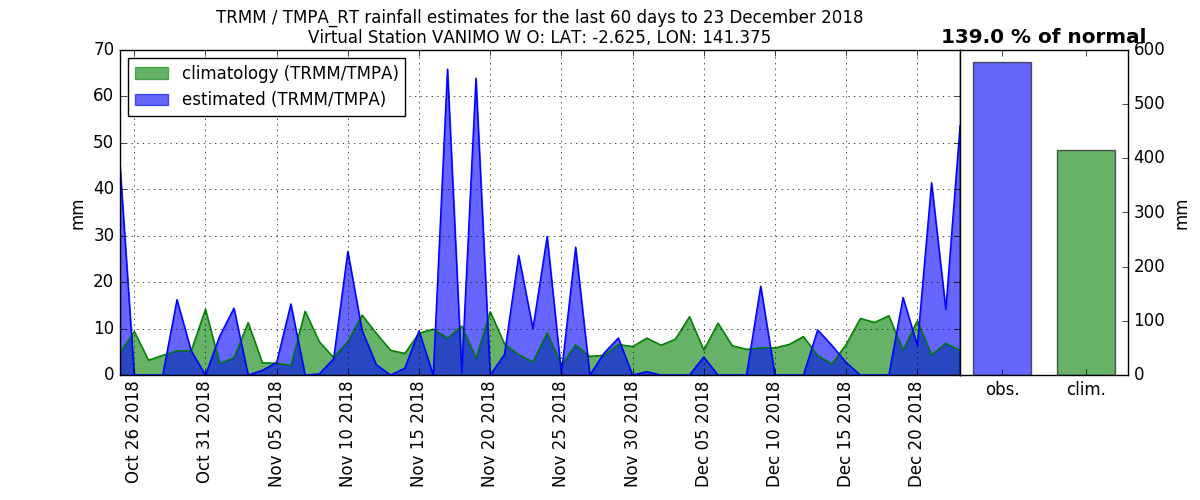 TRMM / TMPA_RT rainfall estimates for the last 60 days to 23 December 2018
Virtual Station VANIMO W O: LAT: -2.625, LON: 141.375
139.0 % of normal
climatology (TRMM/TMPA)
estimated (TRMM/TMPA)
mm
70
60
50
40
30
20
10
0
Oct 26 2018
Oct 31 2018
Nov 05 2018
Nov 10 2018
Nov 15 2018
Nov 20 2018
Nov 25 2018
Nov 30 2018
Dec 05 2018
Dec 10 2018
Dec 15 2018
Dec 20 2018
obs.
clim.
600
500
400
300
200
100
0
mm